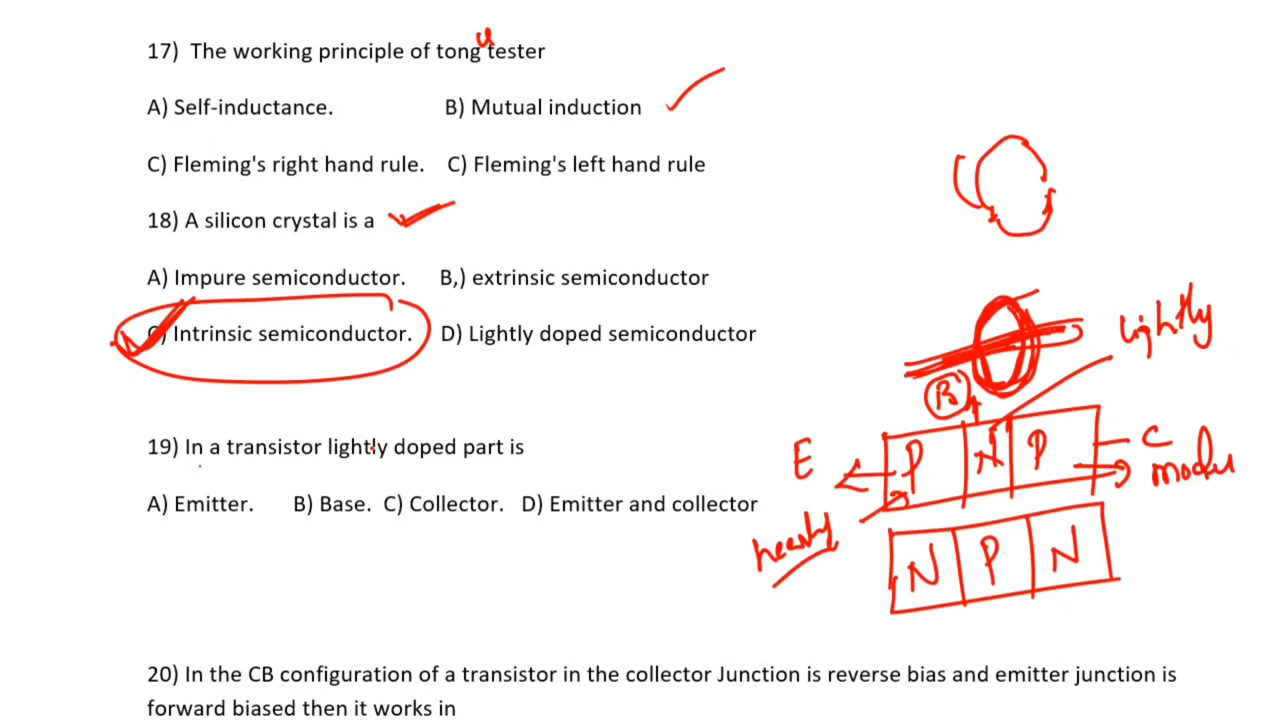 17) The working principle of tong tester
A) Self-inductance. B) Mutual induction
C) Fleming's right hand rule. C) Fleming's left hand rule
18) A silicon crystal is a
A) Impure semiconductor. B,) extrinsic semiconductor
C) Intrinsic semiconductor. D) Lightly doped semiconductor
lightly
B
E P N P C
19) In a transistor lightly doped part is
A) Emitter. B) Base. C) Collector. D) Emitter and collector
N P N
20) In the CB configuration of a transistor in the collector Junction is reverse bias and emitter junction is
forward biased then it works in